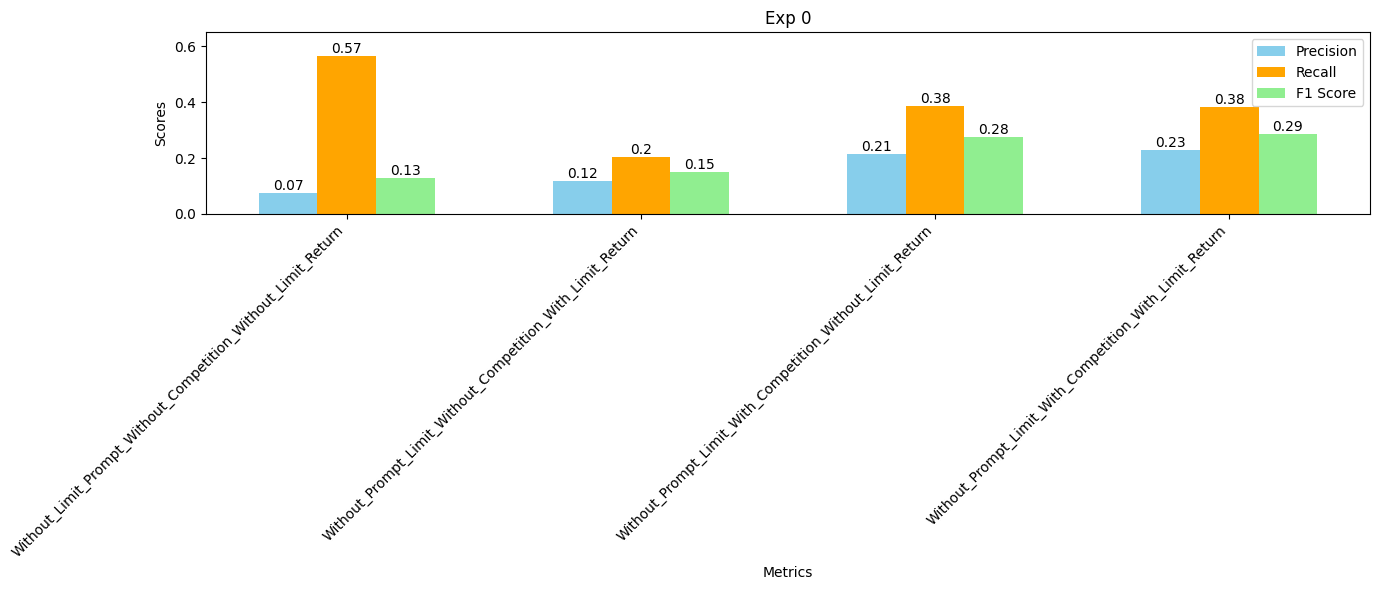 Exp 0
Scores
0.6
0.4
0.2
0.0
0.07
0.57
0.13
0.12
0.2
0.15
0.21
0.38
0.28
0.23
0.38
0.29
Precision
Recall
F1 Score
Without_Limit_Prompt_Without_Competition_Without_Limit_Return
Without_Prompt_Limit_Without_Competition_With_Limit_Return
Without_Prompt_Limit_With_Competition_Without_Limit_Return
Without_Prompt_Limit_With_Competition_With_Limit_Return
Metrics